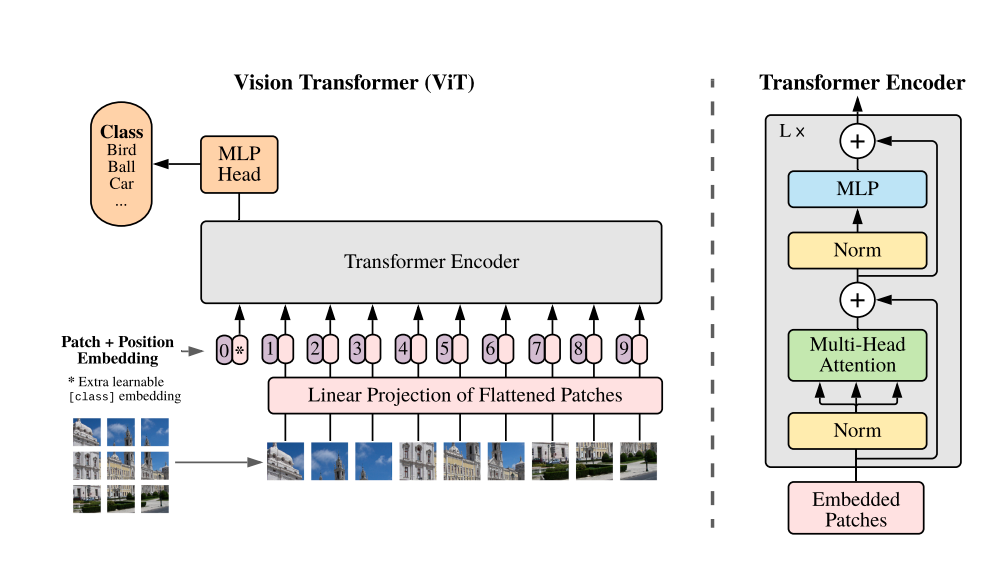 Vision Transformer (ViT)
Class
Bird
Ball
Car
...
MLP
Head
Transformer Encoder
Patch + Position
Embedding
0 * 1 2 3 4 5 6 7 8 9
* Extra learnable
[class] embedding
Linear Projection of Flattened Patches
Transformer Encoder
L ×
+
MLP
Norm
+
Multi-Head
Attention
Norm
Embedded
Patches